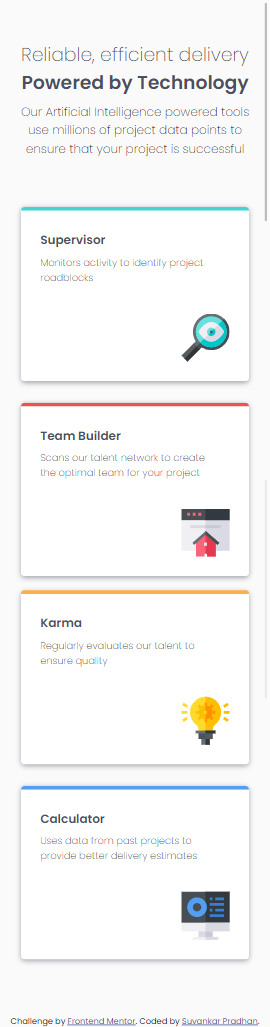 Reliable, efficient delivery
Powered by Technology
Our Artificial Intelligence powered tools
use millions of project data points to
ensure that your project is successful
Supervisor
Monitors activity to identify project
roadblocks
Team Builder
Scans our talent network to create
the optimal team for your project
Karma
Regularly evaluates our talent to
ensure quality
Calculator
Uses data from past projects to
provide better delivery estimates
Challenge by Frontend Mentor. Coded by Suvankar Pradhan.